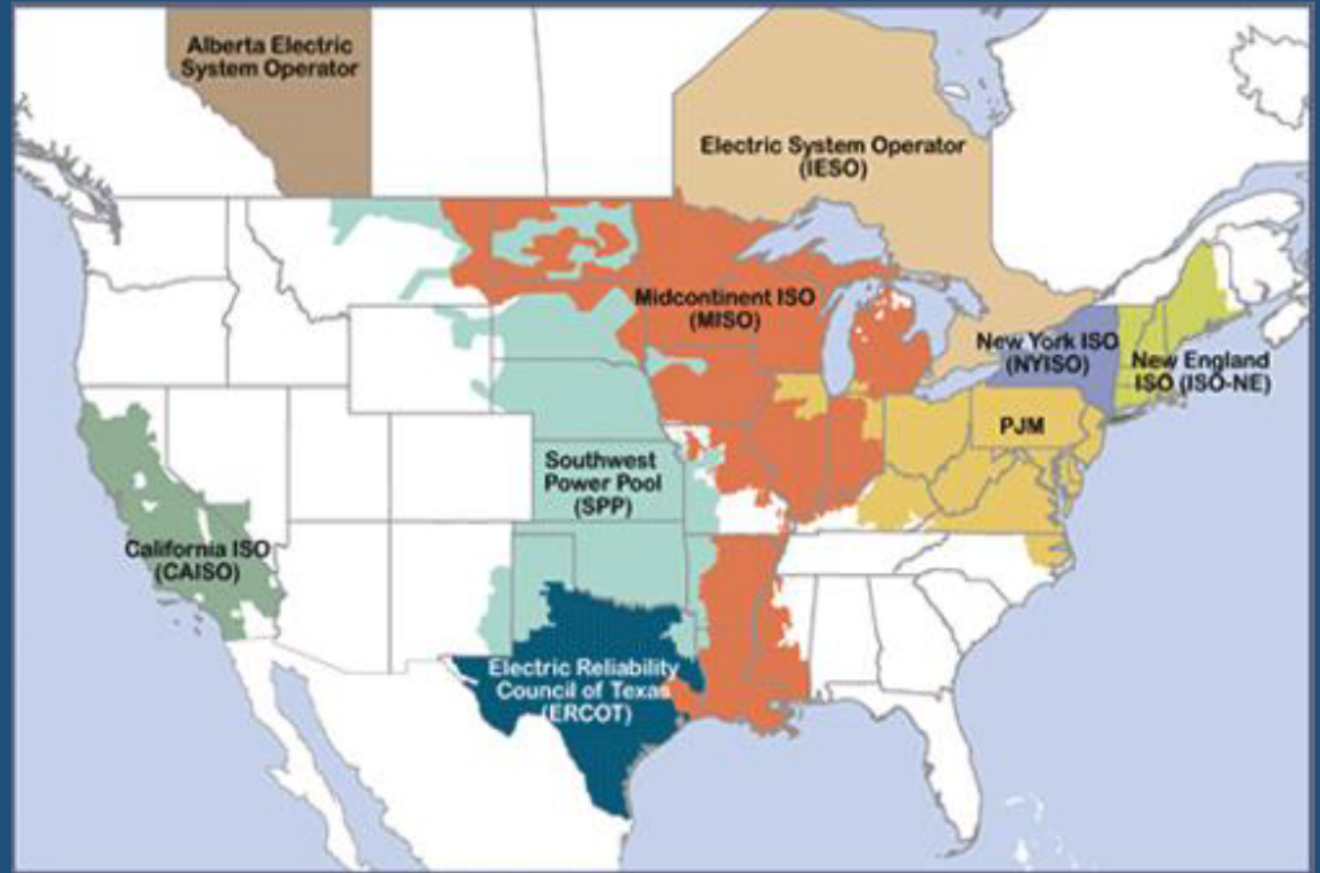 Alberta Electric
System Operator
Electric System Operator
(IESO)
Midcontinent ISO
(MISO)
New York ISO
(NYISO)
New England
ISO (ISO-NE)
PJM
Southwest
Power Pool
(SPP)
California ISO
(CAISO)
Electric Reliability
Council of Texas
(ERCOT)